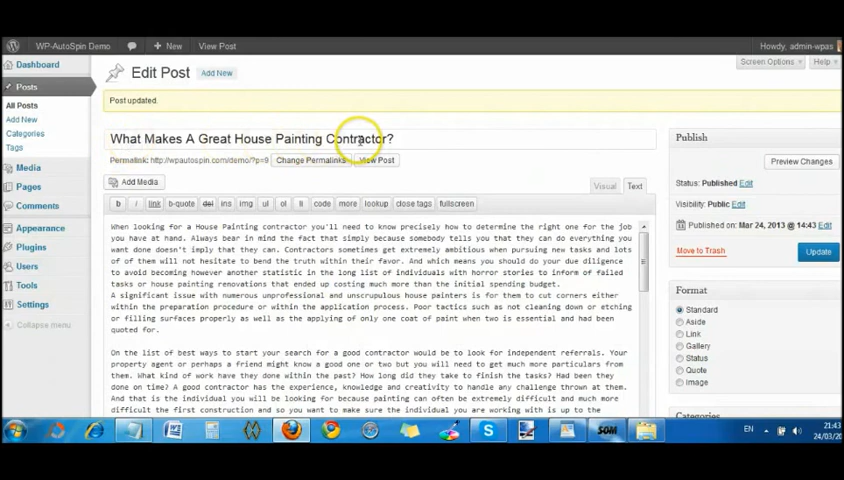 WP-AutoSpin Demo
+ New
View Post
Howdy, admin-wpas
Dashboard
Posts
All Posts
Add New
Categories
Tags
Media
Pages
Comments
Appearance
Plugins
Users
Tools
Settings
Collapse menu
Screen Options
Help
Edit Post
Add New
Post updated.
What Makes A Great House Painting Contractor?
Permalink: http://wpautospin.com/demo/?p=9
Change Permalinks
View Post
Add Media
Visual
Text
b
i
link
b-quote
del
ins
img
ul
ol
li
code
more
lookup
close tags
fullscreen
When looking for a House Painting contractor you'll need to know precisely how to determine the right one for the job
you have at hand. Always bear in mind the fact that simply because somebody tells you that they can do everything you
want done doesn't imply that they can. Contractors sometimes get extremely ambitious when pursuing new tasks and lots
of of them will not hesitate to bend the truth within their favor. And which means you should do your due diligence
to avoid becoming however another statistic in the long list of individuals with horror stories to inform of failed
tasks or house painting renovations that ended up costing much more than the initial spending budget.
A significant issue with numerous unprofessional and unscrupulous house painters is for them to cut corners either
within the preparation procedure or within the application process. Poor tactics such as not cleaning down or etching
or filling surfaces properly as well as the applying of only one coat of paint when two is essential and had been
quoted for.
On the list of best ways to start your search for a good contractor would be to look for independent referrals. Your
property agent or perhaps a friend might know a good one or two but you will need to get much more particulars from
them. What kind of work have they done within the past? How long did they take to finish the tasks? Had been they
done on time? A good contractor has the experience, knowledge and creativity to handle any challenge thrown at them.
And that is the individual you will be looking for because painting can often be extremely difficult and much more
difficult the first construction and so you want to make sure the individual you are working with is up to the
Publish
Preview Changes
Status: Published Edit
Visibility: Public Edit
Published on: Mar 24, 2013 @ 14:43 Edit
Move to Trash
Update
Format
Standard
Aside
Link
Gallery
Status
Quote
Image
Categories
EN
21:43
24/03/20